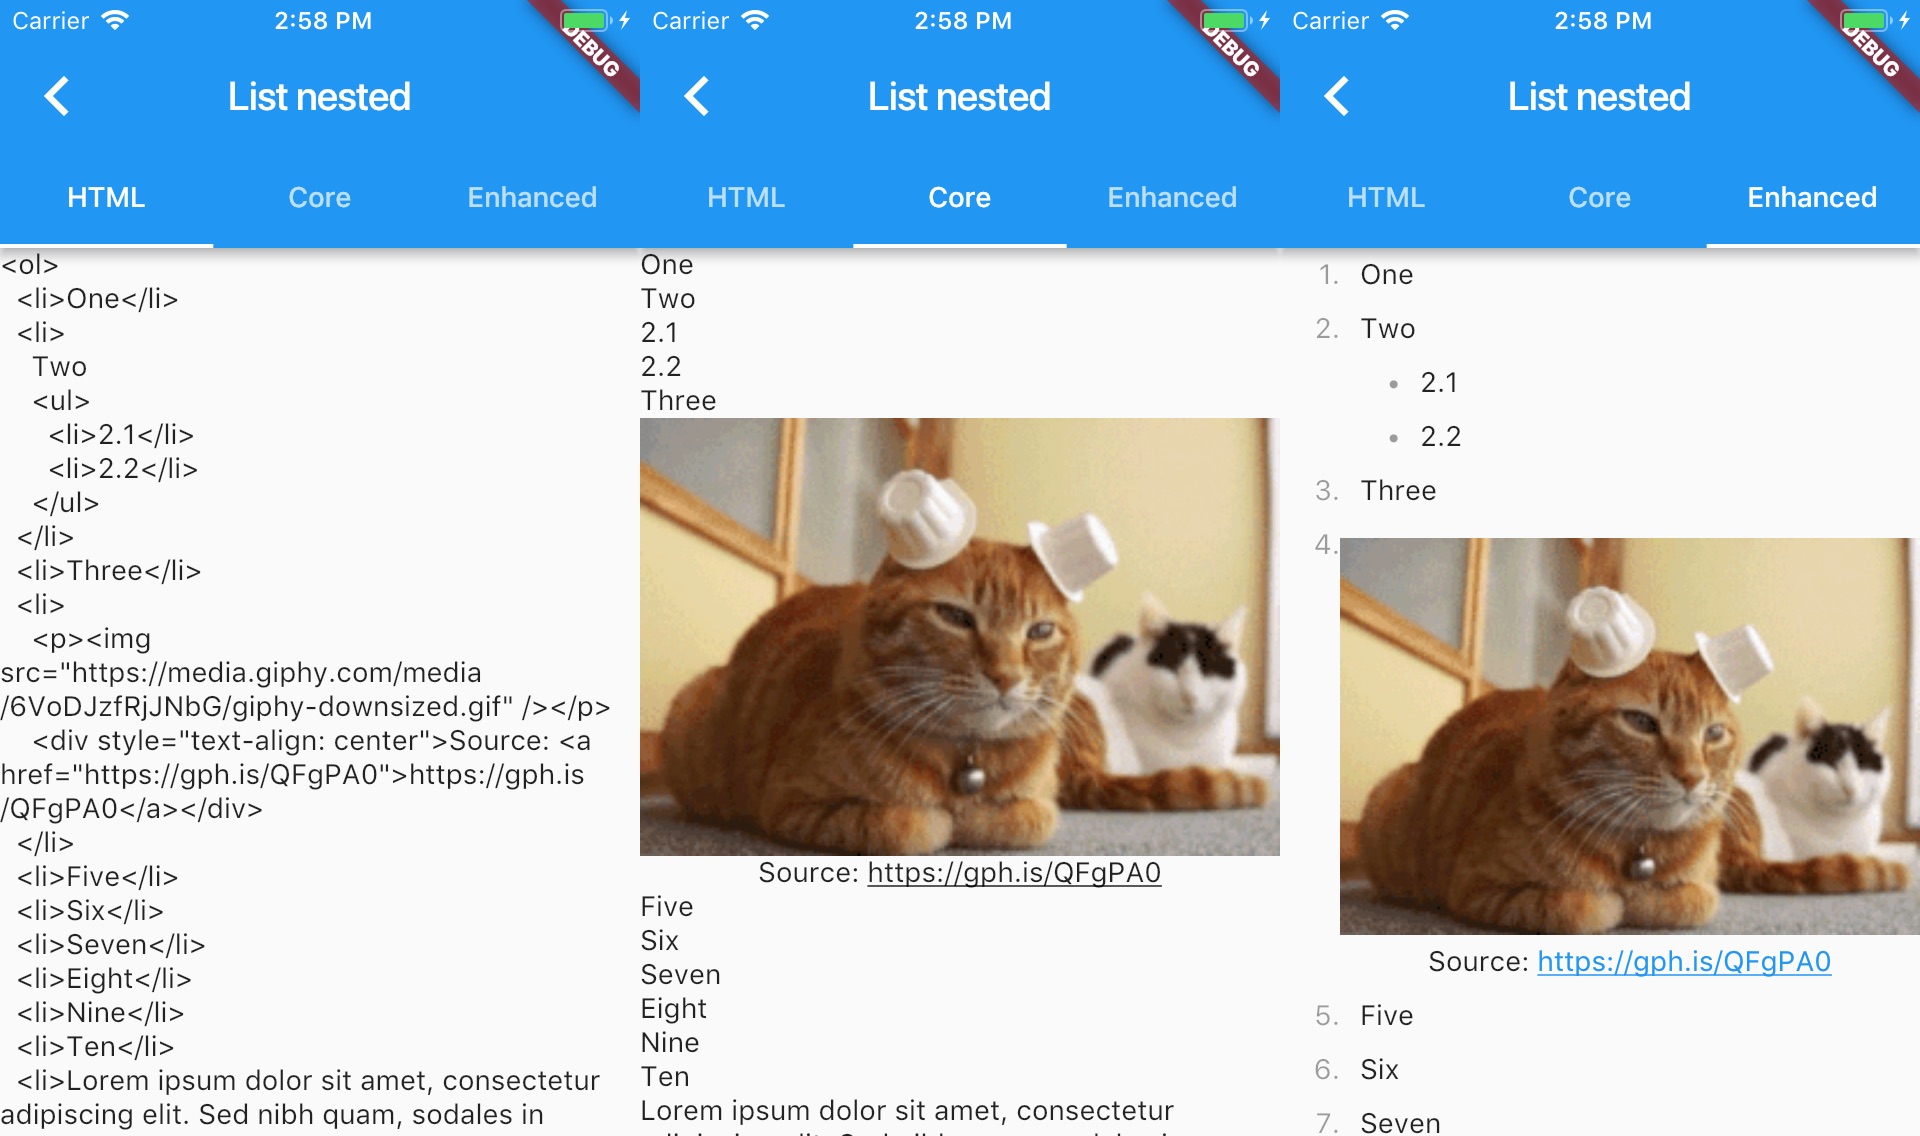 Carrier 2:58 PM
DEBUG
List nested
HTML Core Enhanced
<ol>
<li>One</li>
<li>
Two
<ul>
<li>2.1</li>
<li>2.2</li>
</ul>
</li>
<li>Three</li>
<li>
<p><img
src="https://media.giphy.com/media
/6VoDJzfRjJNbG/giphy-downsized.gif" /></p>
<div style="text-align: center">Source: <a
href="https://gph.is/QFgPA0">https://gph.is
/QFgPA0</a></div>
</li>
<li>Five</li>
<li>Six</li>
<li>Seven</li>
<li>Eight</li>
<li>Nine</li>
<li>Ten</li>
<li>Lorem ipsum dolor sit amet, consectetur
adipiscing elit. Sed nibh quam, sodales in
Carrier 2:58 PM
DEBUG
List nested
HTML Core Enhanced
One
Two
2.1
2.2
Three
Source: https://gph.is/QFgPA0
Five
Six
Seven
Eight
Nine
Ten
Lorem ipsum dolor sit amet, consectetur
Carrier 2:58 PM
DEBUG
List nested
HTML Core Enhanced
1. One
2. Two
• 2.1
• 2.2
3. Three
4.
Source: https://gph.is/QFgPA0
5. Five
6. Six
7. Seven